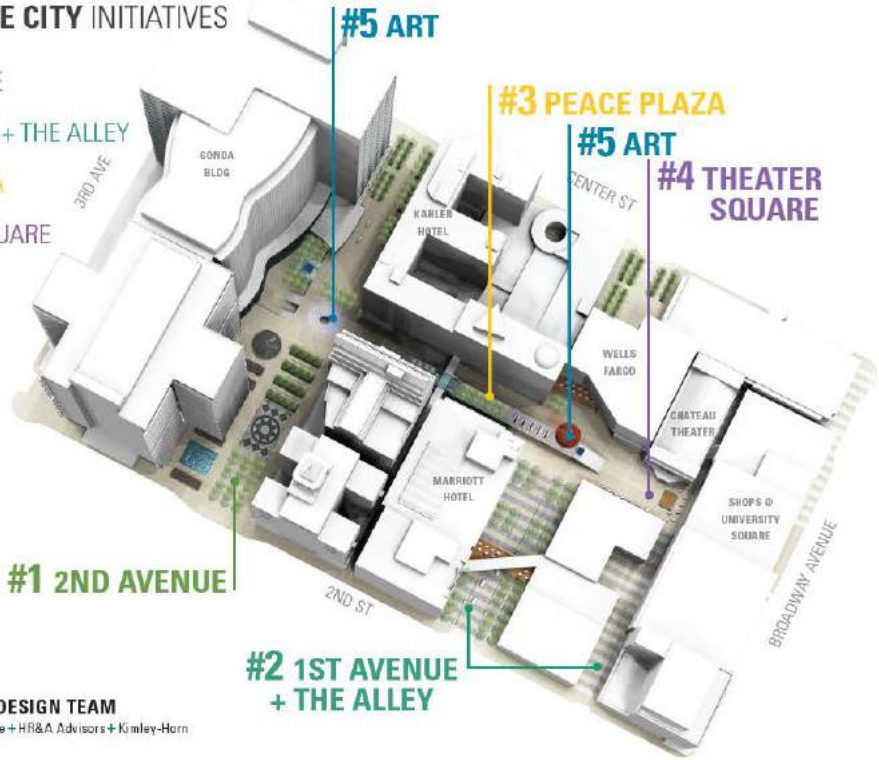 E CITY INITIATIVES
E
+ THE ALLEY
A
UARE
#5 ART
#3 PEACE PLAZA
#5 ART
#4 THEATER
SQUARE
3RD AVE
GONDA
BLDG
KAHLER
HOTEL
CENTER ST
WELLS
FARGO
CHATEAU
THEATER
MARRIOTT
HOTEL
SHOPS @
UNIVERSITY
SQUARE
BROADWAY AVENUE
#1 2ND AVENUE
2ND ST
#2 1ST AVENUE
+ THE ALLEY
DESIGN TEAM
e+HR&A Advisors+Kimley-Horn